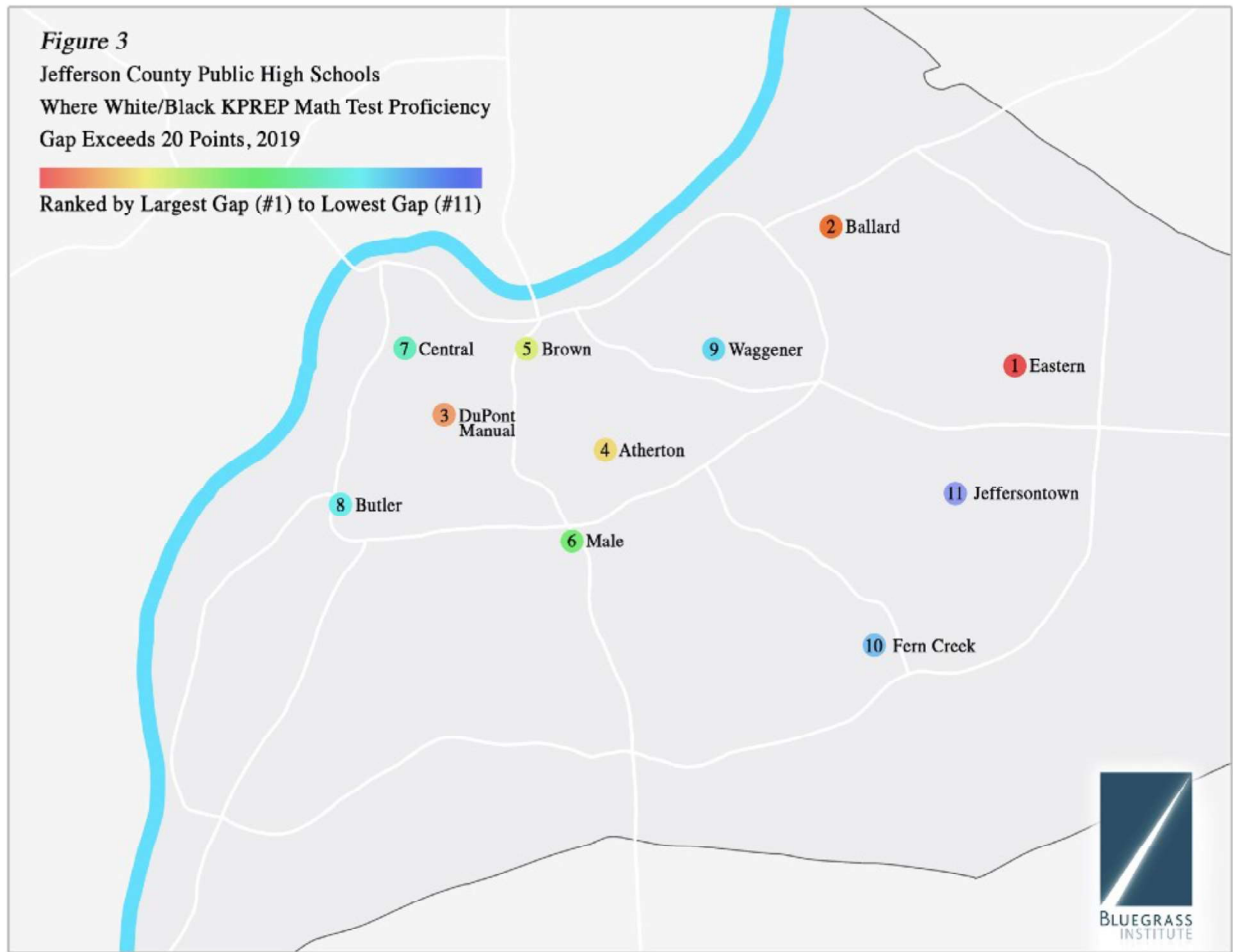 Figure 3
Jefferson County Public High Schools
Where White/Black KPREP Math Test Proficiency
Gap Exceeds 20 Points, 2019
Ranked by Largest Gap (#1) to Lowest Gap (#11)
2 Ballard
7 Central
5 Brown
9 Waggener
1 Eastern
3 DuPont
Manual
4 Atherton
11 Jeffersontown
8 Butler
6 Male
10 Fern Creek
BLUEGRASS
INSTITUTE